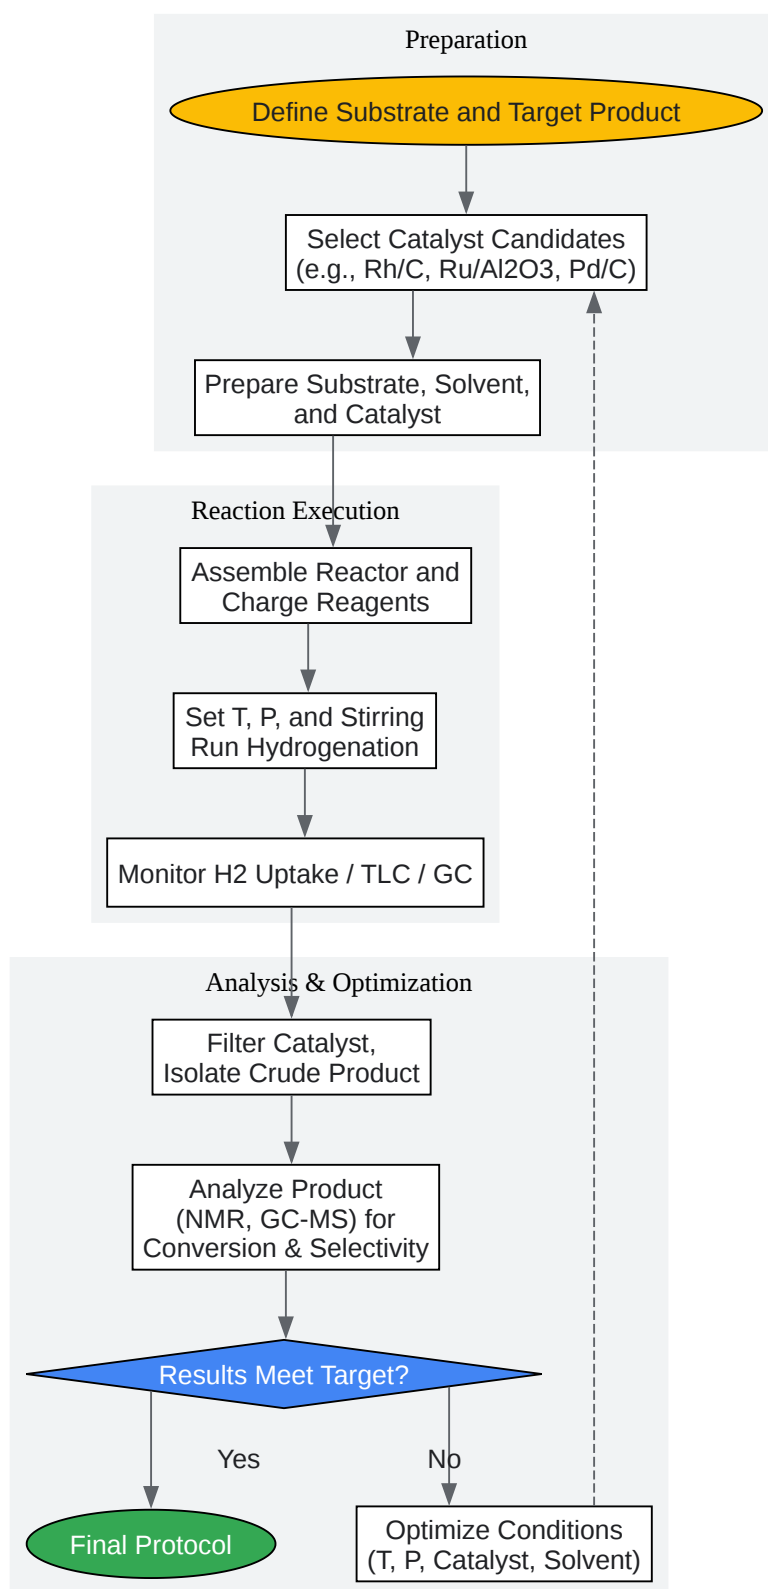 Preparation
Define Substrate and Target Product
Select Catalyst Candidates
(e.g., Rh/C, Ru/Al2O3, Pd/C)
Prepare Substrate, Solvent,
and Catalyst
Reaction Execution
Assemble Reactor and
Charge Reagents
Set T, P, and Stirring
Run Hydrogenation
Monitor H2 Uptake / TLC / GC
Analysis & Optimization
Filter Catalyst,
Isolate Crude Product
Analyze Product
(NMR, GC-MS) for
Conversion & Selectivity
Results Meet Target?
Yes
No
Final Protocol
Optimize Conditions
(T, P, Catalyst, Solvent)